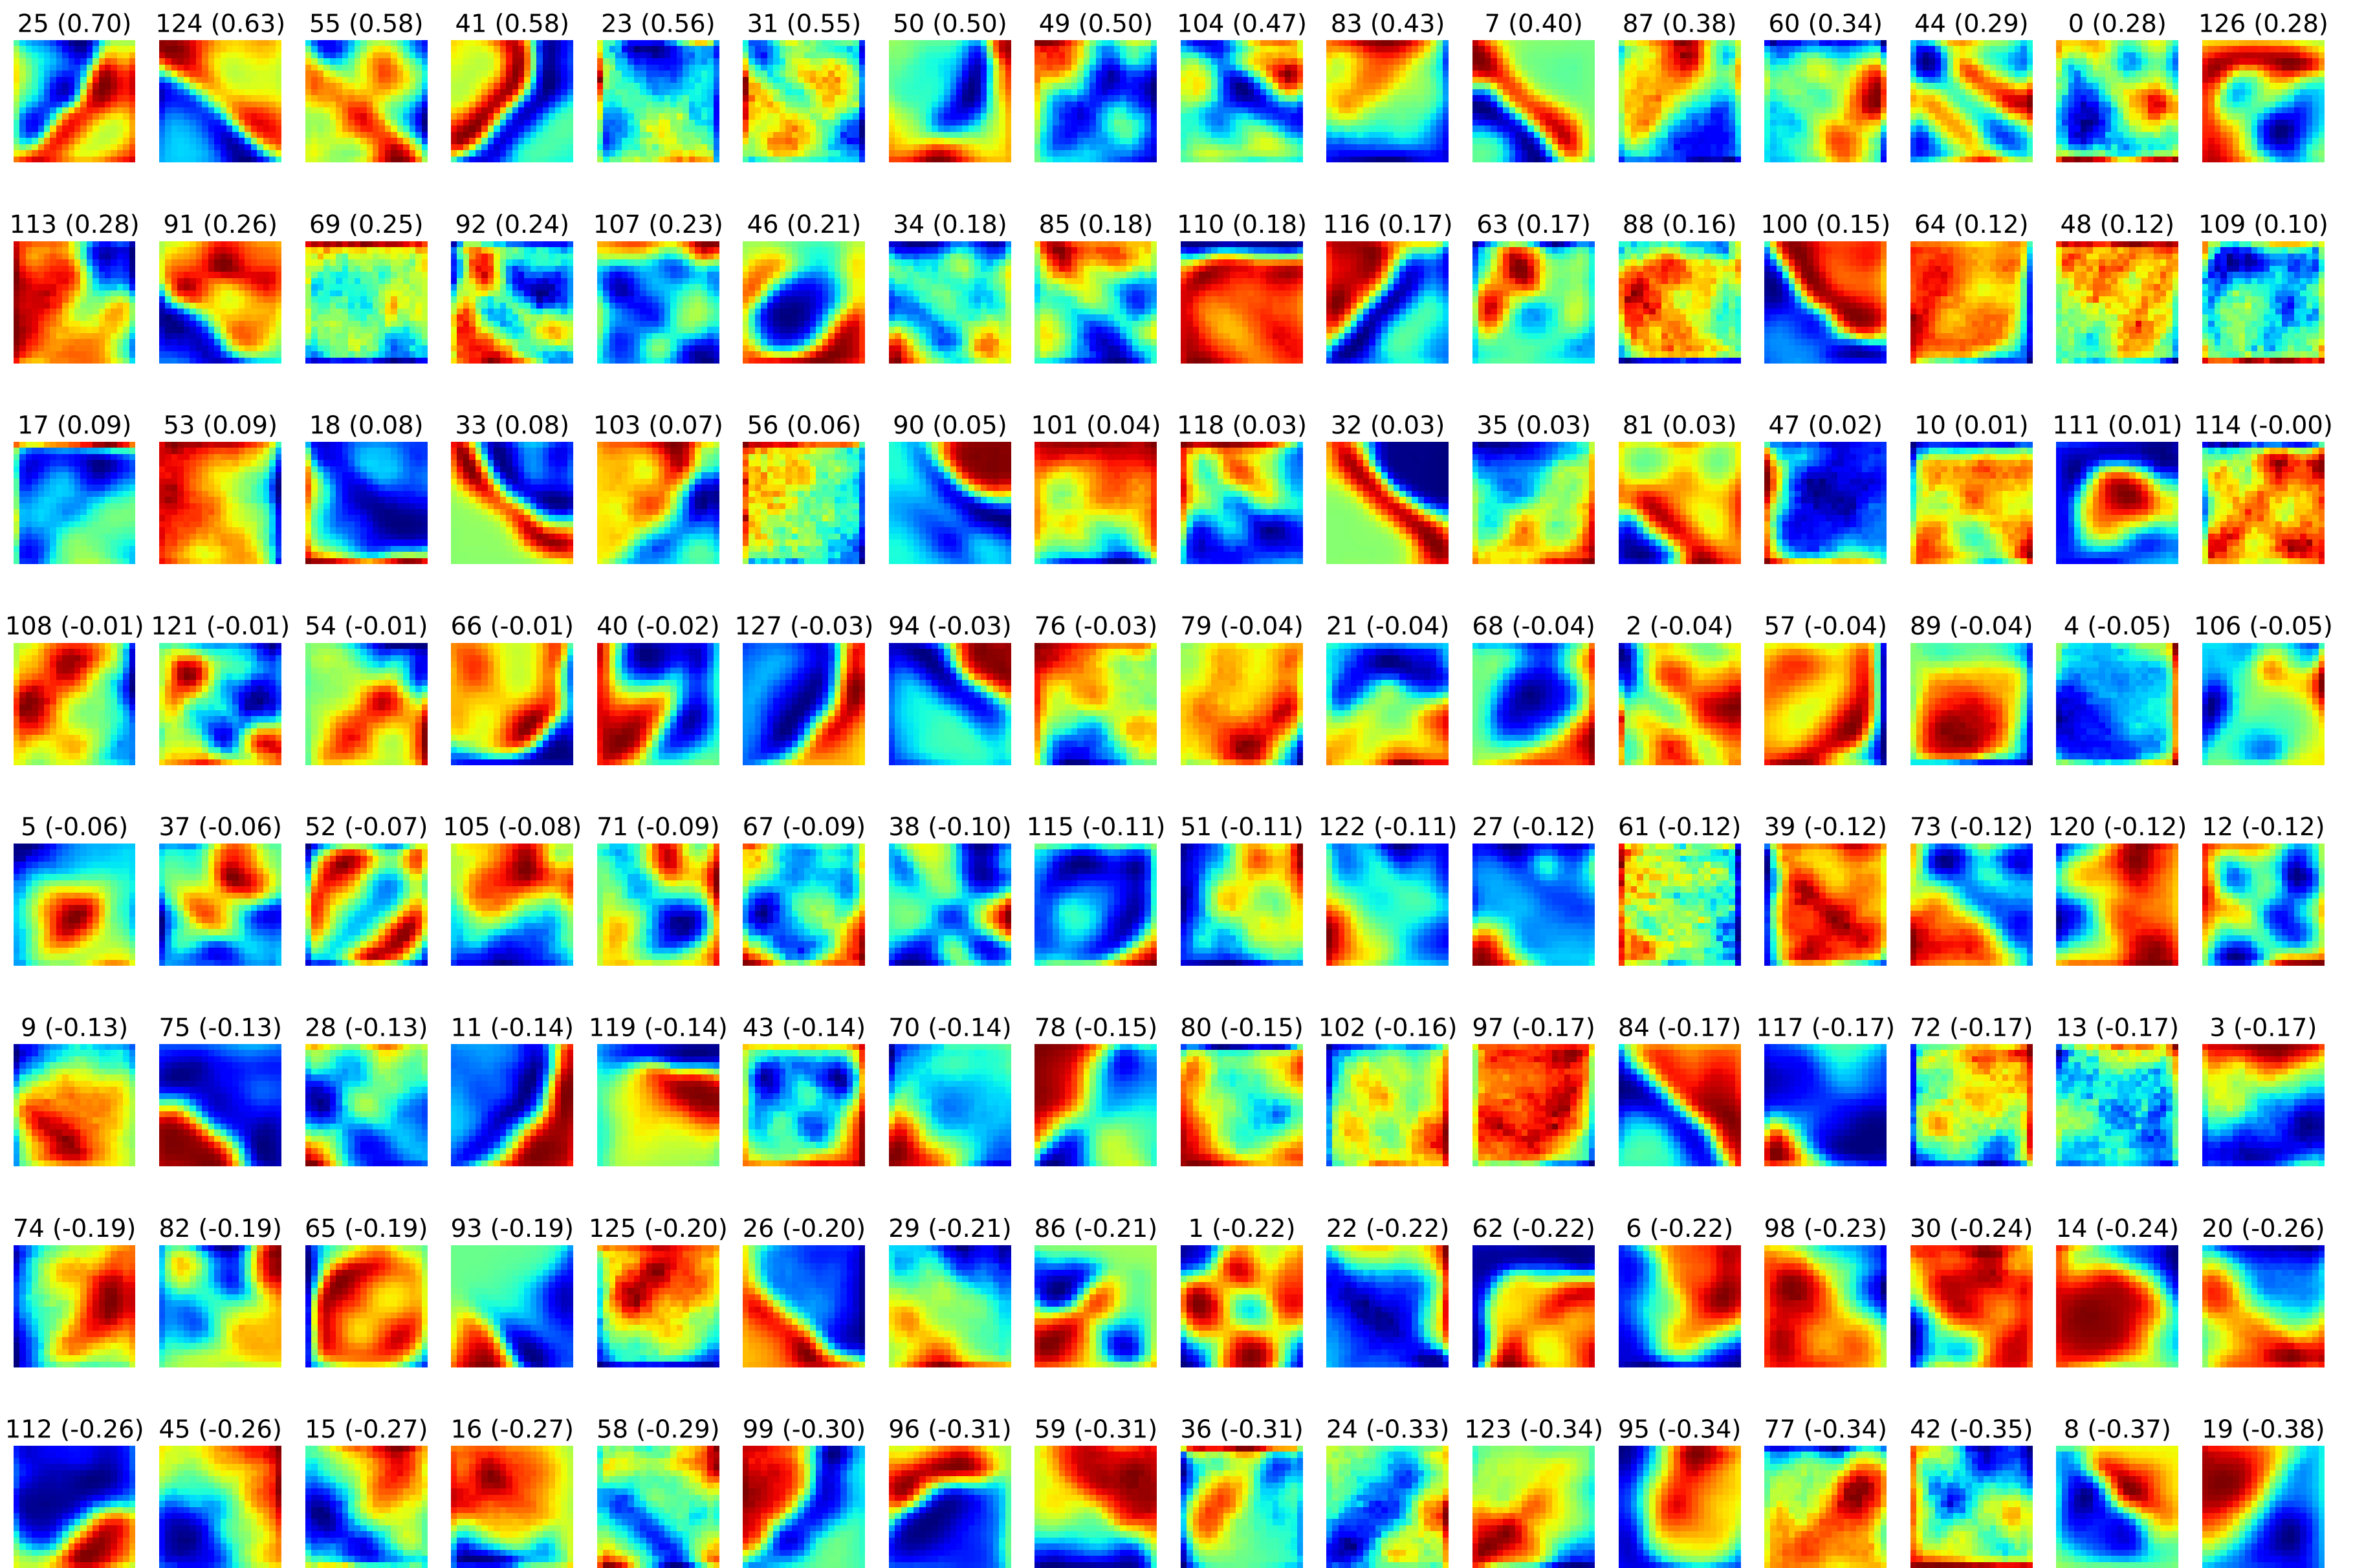 25 (0.70) 124 (0.63) 55 (0.58) 41 (0.58) 23 (0.56) 31 (0.55) 50 (0.50) 49 (0.50) 104 (0.47) 83 (0.43) 7 (0.40) 87 (0.38) 60 (0.34) 44 (0.29) 0 (0.28) 126 (0.28)
113 (0.28) 91 (0.26) 69 (0.25) 92 (0.24) 107 (0.23) 46 (0.21) 34 (0.18) 85 (0.18) 110 (0.18) 116 (0.17) 63 (0.17) 88 (0.16) 100 (0.15) 64 (0.12) 48 (0.12) 109 (0.10)
17 (0.09) 53 (0.09) 18 (0.08) 33 (0.08) 103 (0.07) 56 (0.06) 90 (0.05) 101 (0.04) 118 (0.03) 32 (0.03) 35 (0.03) 81 (0.03) 47 (0.02) 10 (0.01) 111 (0.01) 114 (-0.00)
108 (-0.01) 121 (-0.01) 54 (-0.01) 66 (-0.01) 40 (-0.02) 127 (-0.03) 94 (-0.03) 76 (-0.03) 79 (-0.04) 21 (-0.04) 68 (-0.04) 2 (-0.04) 57 (-0.04) 89 (-0.04) 4 (-0.05) 106 (-0.05)
5 (-0.06) 37 (-0.06) 52 (-0.07) 105 (-0.08) 71 (-0.09) 67 (-0.09) 38 (-0.10) 115 (-0.11) 51 (-0.11) 122 (-0.11) 27 (-0.12) 61 (-0.12) 39 (-0.12) 73 (-0.12) 120 (-0.12) 12 (-0.12)
9 (-0.13) 75 (-0.13) 28 (-0.13) 11 (-0.14) 119 (-0.14) 43 (-0.14) 70 (-0.14) 78 (-0.15) 80 (-0.15) 102 (-0.16) 97 (-0.17) 84 (-0.17) 117 (-0.17) 72 (-0.17) 13 (-0.17) 3 (-0.17)
74 (-0.19) 82 (-0.19) 65 (-0.19) 93 (-0.19) 125 (-0.20) 26 (-0.20) 29 (-0.21) 86 (-0.21) 1 (-0.22) 22 (-0.22) 62 (-0.22) 6 (-0.22) 98 (-0.23) 30 (-0.24) 14 (-0.24) 20 (-0.26)
112 (-0.26) 45 (-0.26) 15 (-0.27) 16 (-0.27) 58 (-0.29) 99 (-0.30) 96 (-0.31) 59 (-0.31) 36 (-0.31) 24 (-0.33) 123 (-0.34) 95 (-0.34) 77 (-0.34) 42 (-0.35) 8 (-0.37) 19 (-0.38)